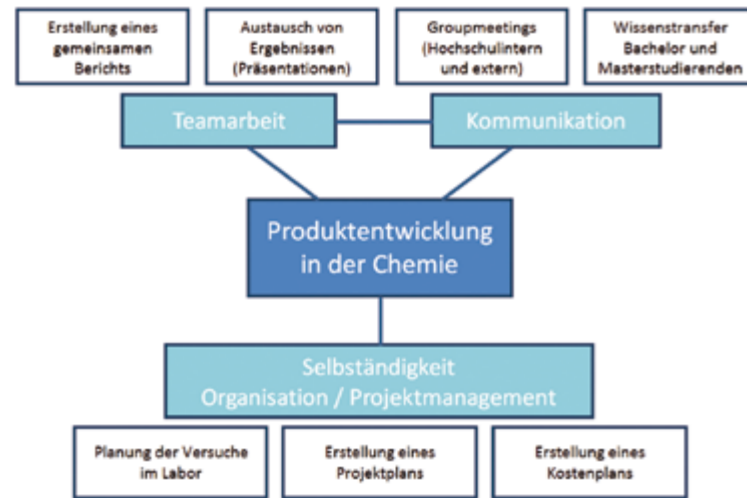 Erstellung eines
gemeinsamen
Berichts
Austausch von
Ergebnissen
(Präsentationen)
Groupmeetings
(Hochschulintern
und extern)
Wissenstransfer
Bachelor und
Masterstudierenden
Teamarbeit
Kommunikation
Produktentwicklung
in der Chemie
Selbständigkeit
Organisation / Projektmanagement
Planung der Versuche
im Labor
Erstellung eines
Projektplans
Erstellung eines
Kostenplans